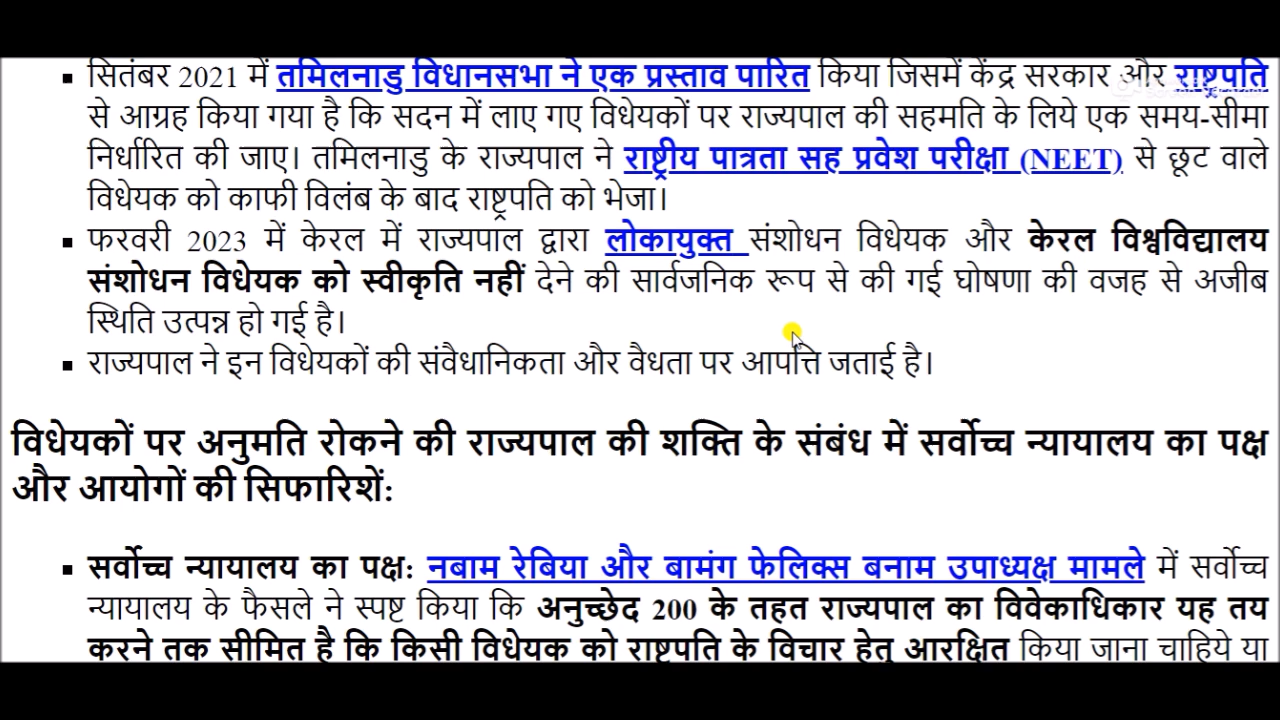 सितंबर 2021 में तमिलनाडु विधानसभा ने एक प्रस्ताव पारित किया जिसमें केंद्र सरकार और राष्ट्रपति
से आग्रह किया गया है कि सदन में लाए गए विधेयकों पर राज्यपाल की सहमति के लिये एक समय-सीमा
निर्धारित की जाए। तमिलनाडु के राज्यपाल ने राष्ट्रीय पात्रता सह प्रवेश परीक्षा (NEET) से छूट वाले
विधेयक को काफी विलंब के बाद राष्ट्रपति को भेजा।
फरवरी 2023 में केरल में राज्यपाल द्वारा लोकायुक्त संशोधन विधेयक और केरल विश्वविद्यालय
संशोधन विधेयक को स्वीकृति नहीं देने की सार्वजनिक रूप से की गई घोषणा की वजह से अजीब
स्थिति उत्पन्न हो गई है।
राज्यपाल ने इन विधेयकों की संवैधानिकता और वैधता पर आपत्ति जताई है।
विधेयकों पर अनुमति रोकने की राज्यपाल की शक्ति के संबंध में सर्वोच्च न्यायालय का पक्ष
और आयोगों की सिफारिशें:
सर्वोच्च न्यायालय का पक्ष: नबाम रेबिया और बामंग फेलिक्स बनाम उपाध्यक्ष मामले में सर्वोच्च
न्यायालय के फैसले ने स्पष्ट किया कि अनुच्छेद 200 के तहत राज्यपाल का विवेकाधिकार यह तय
करने तक सीमित है कि किसी विधेयक को राष्ट्रपति के विचार हेतु आरक्षित किया जाना चाहिये या